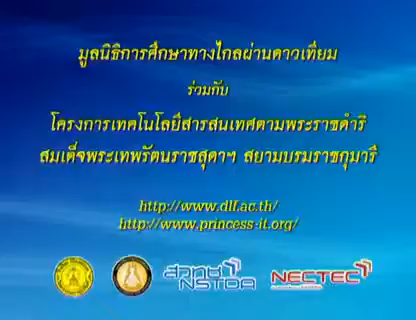 มูลนิธิการศึกษาทางไกลผ่านดาวเทียม
ร่วมกับ
โครงการเทคโนโลยีสารสนเทศตามพระราชดำริ
สมเด็จพระเทพรัตนราชสุดาฯ สยามบรมราชกุมารี
http://www.dlf.ac.th/
http://www.princess-it.org/
สวทช
NSTDA
NECTEC